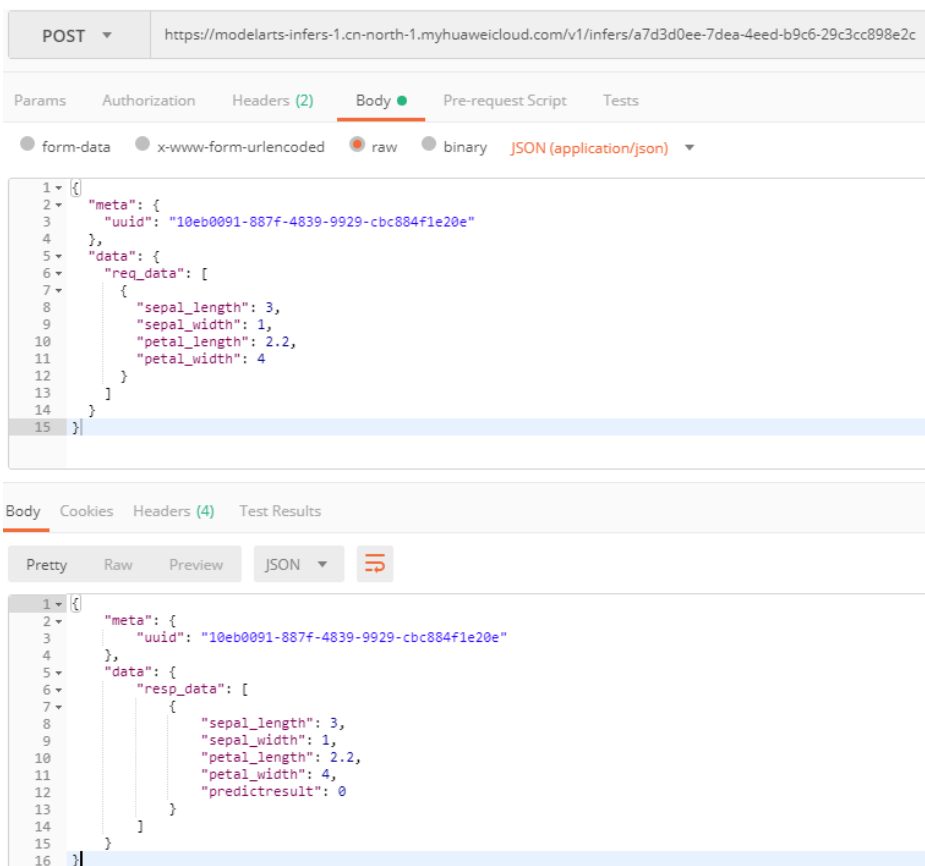 POST https://modelarts-infers-1.cn-north-1.myhuaweicloud.com/v1/infers/a7d3d0ee-7dea-4eed-b9c6-29c3cc898e2c
Params Authorization Headers (2) Body Pre-request Script Tests
form-data x-www-form-urlencoded raw binary JSON (application/json)
1 {
2 "meta": {
3 "uuid": "10eb0091-887f-4839-9929-cbc884f1e20e"
4 },
5 "data": {
6 "req_data": [
7 {
8 "sepal_length": 3,
9 "sepal_width": 1,
10 "petal_length": 2.2,
11 "petal_width": 4
12 }
13 ]
14 }
15 }
Body Cookies Headers (4) Test Results
Pretty Raw Preview JSON
1 {
2 "meta": {
3 "uuid": "10eb0091-887f-4839-9929-cbc884f1e20e"
4 },
5 "data": {
6 "resp_data": [
7 {
8 "sepal_length": 3,
9 "sepal_width": 1,
10 "petal_length": 2.2,
11 "petal_width": 4,
12 "predictresult": 0
13 }
14 ]
15 }
16 }